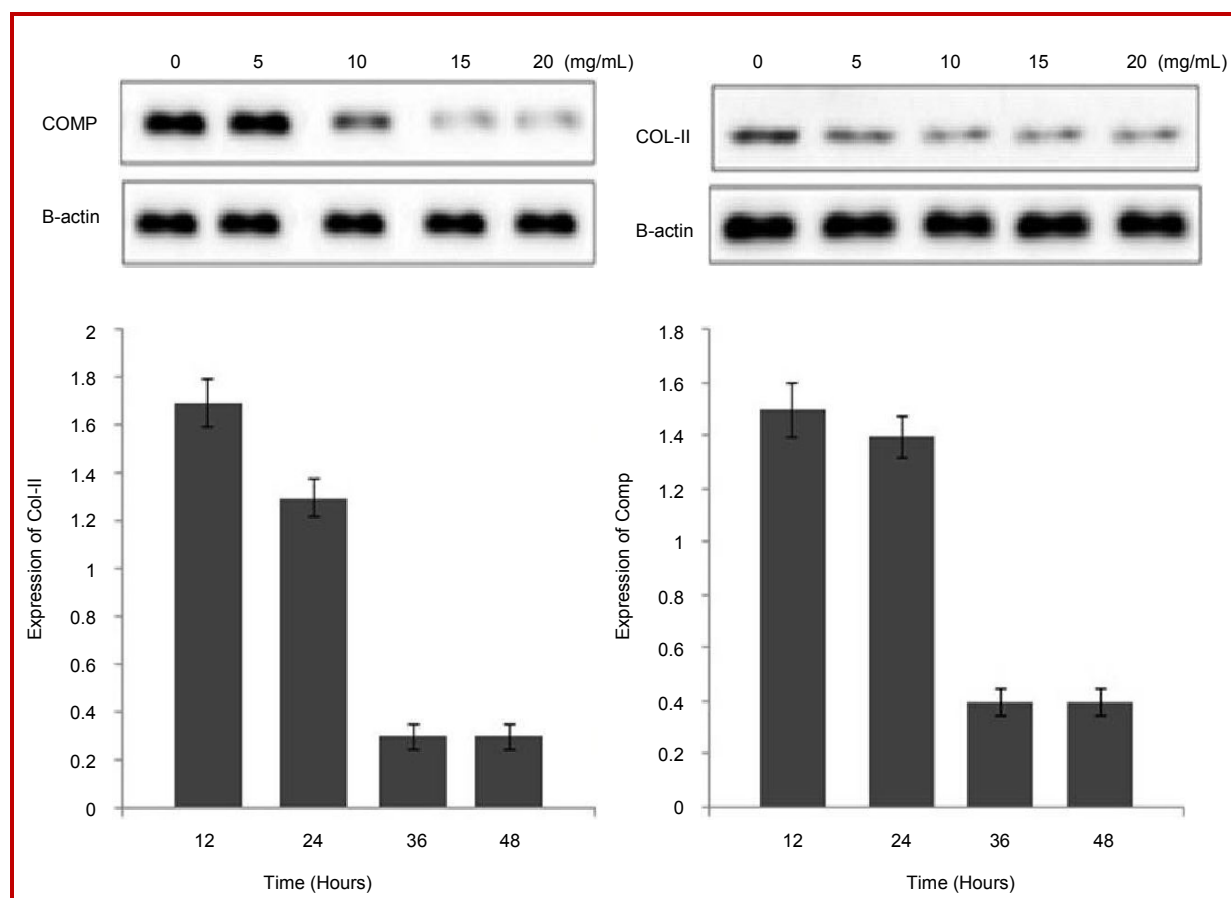 0 5 10 15 20 (mg/mL)
COMP
B-actin
0 5 10 15 20 (mg/mL)
COL-II
B-actin
2
1.8
1.6
1.4
1.2
1
0.8
0.6
0.4
0.2
0
Expression of Col-II
12 24 36 48
Time (Hours)
1.8
1.6
1.4
1.2
1
0.8
0.6
0.4
0.2
0
Expression of Comp
12 24 36 48
Time (Hours)